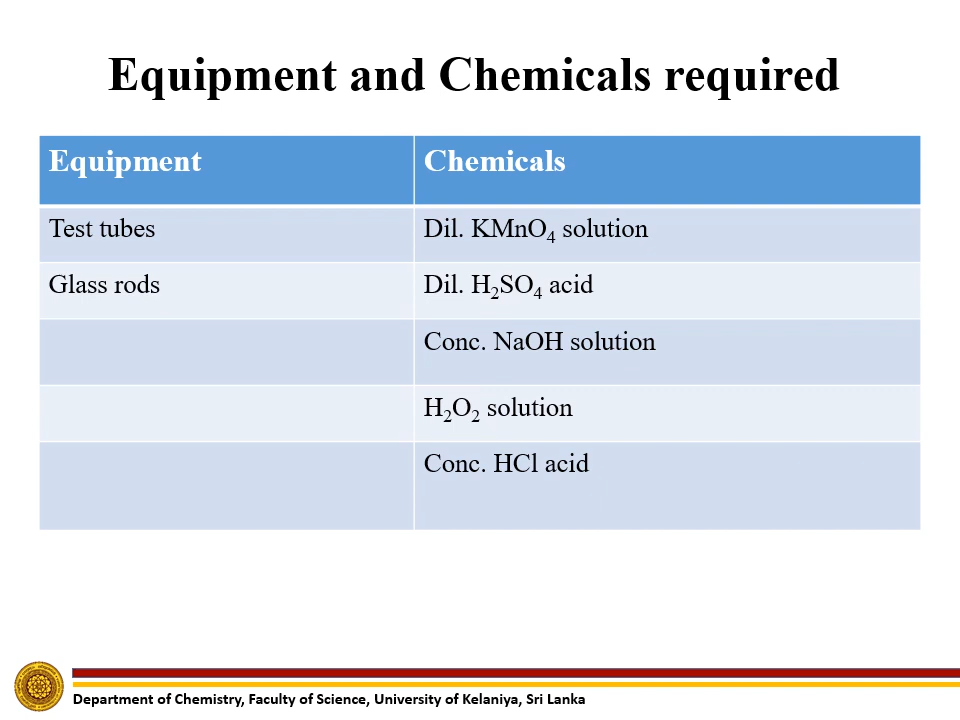 Equipment and Chemicals required
Equipment Chemicals
Test tubes Dil. KMnO₄ solution
Glass rods Dil. H₂SO₄ acid
Conc. NaOH solution
H₂O₂ solution
Conc. HCl acid
Department of Chemistry, Faculty of Science, University of Kelaniya, Sri Lanka